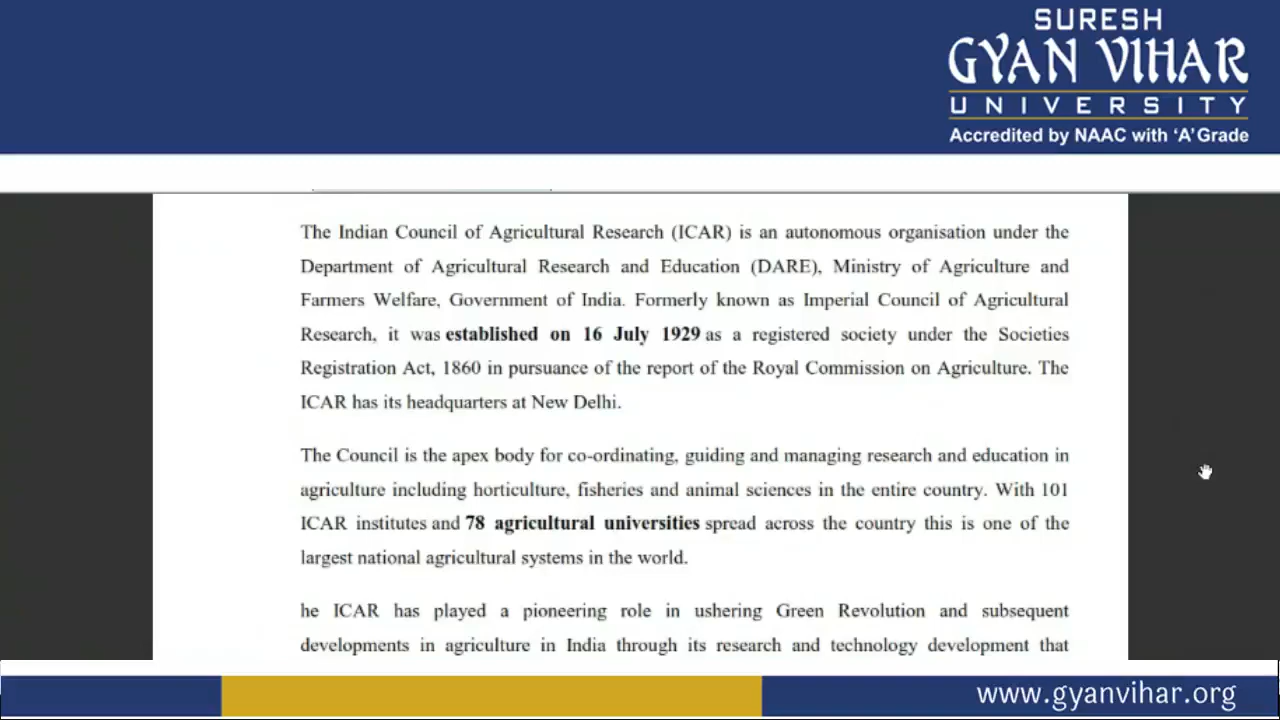 SURESH
GYAN VIHAR
UNIVERSITY
Accredited by NAAC with ‘A’ Grade
The Indian Council of Agricultural Research (ICAR) is an autonomous organisation under the
Department of Agricultural Research and Education (DARE), Ministry of Agriculture and
Farmers Welfare, Government of India. Formerly known as Imperial Council of Agricultural
Research, it was established on 16 July 1929 as a registered society under the Societies
Registration Act, 1860 in pursuance of the report of the Royal Commission on Agriculture. The
ICAR has its headquarters at New Delhi.
The Council is the apex body for co-ordinating, guiding and managing research and education in
agriculture including horticulture, fisheries and animal sciences in the entire country. With 101
ICAR institutes and 78 agricultural universities spread across the country this is one of the
largest national agricultural systems in the world.
he ICAR has played a pioneering role in ushering Green Revolution and subsequent
developments in agriculture in India through its research and technology development that
www.gyanvihar.org